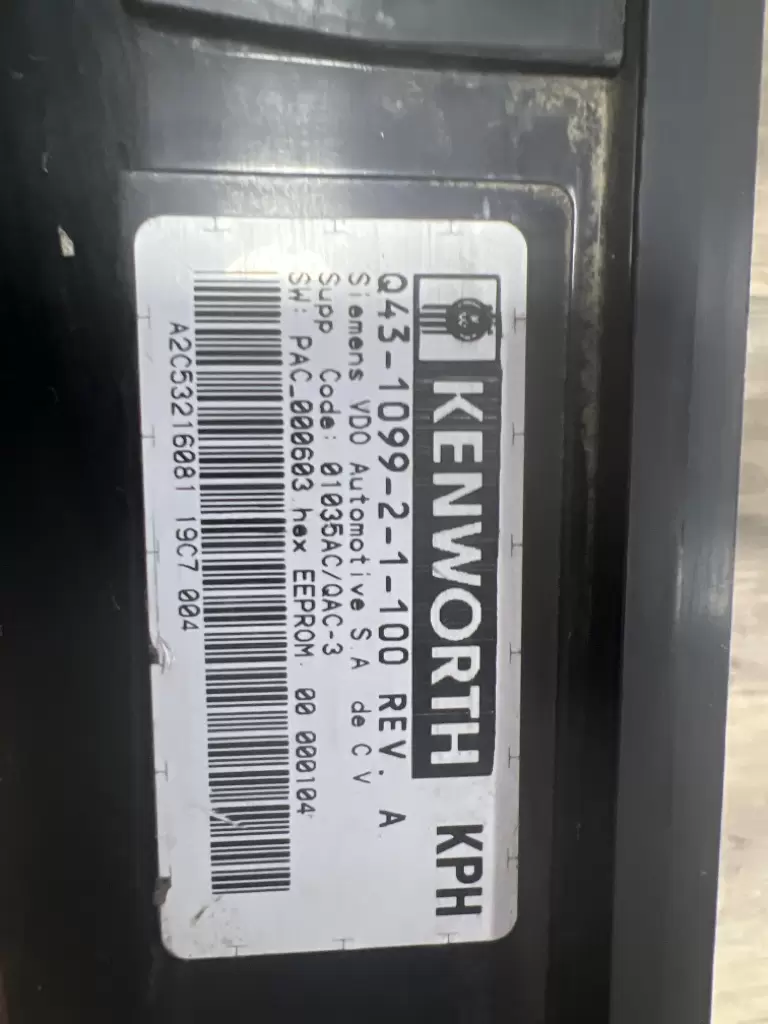 KENWORTH KPH
Q43-1099-2-1-100 REV. A
Siemens VDO Automotive S.A de C V
Supp Code: 01035AC/QAC-3
SW: PAC_000603.hex EEPROM. 00 000104
A2C53216081 19C7 004